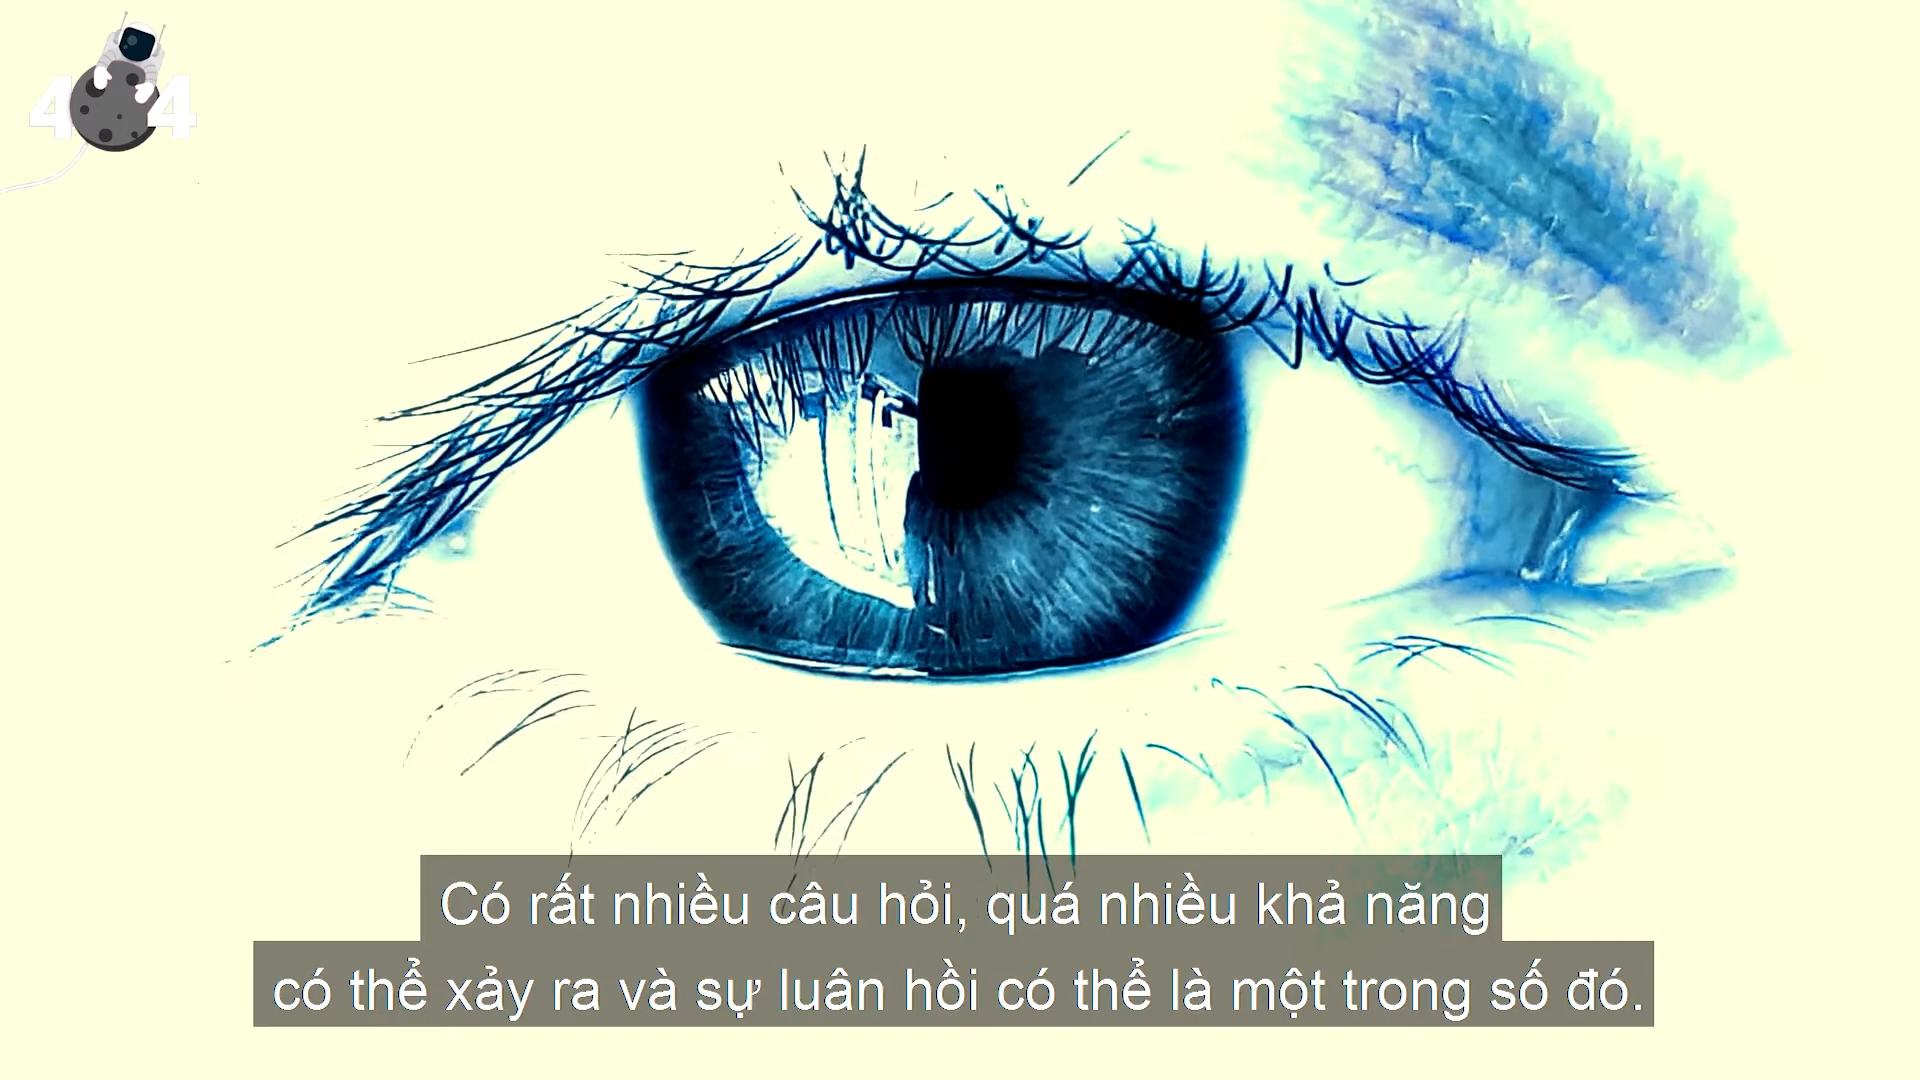 404
Có rất nhiều câu hỏi, quá nhiều khả năng
có thể xảy ra và sự luân hồi có thể là một trong số đó.